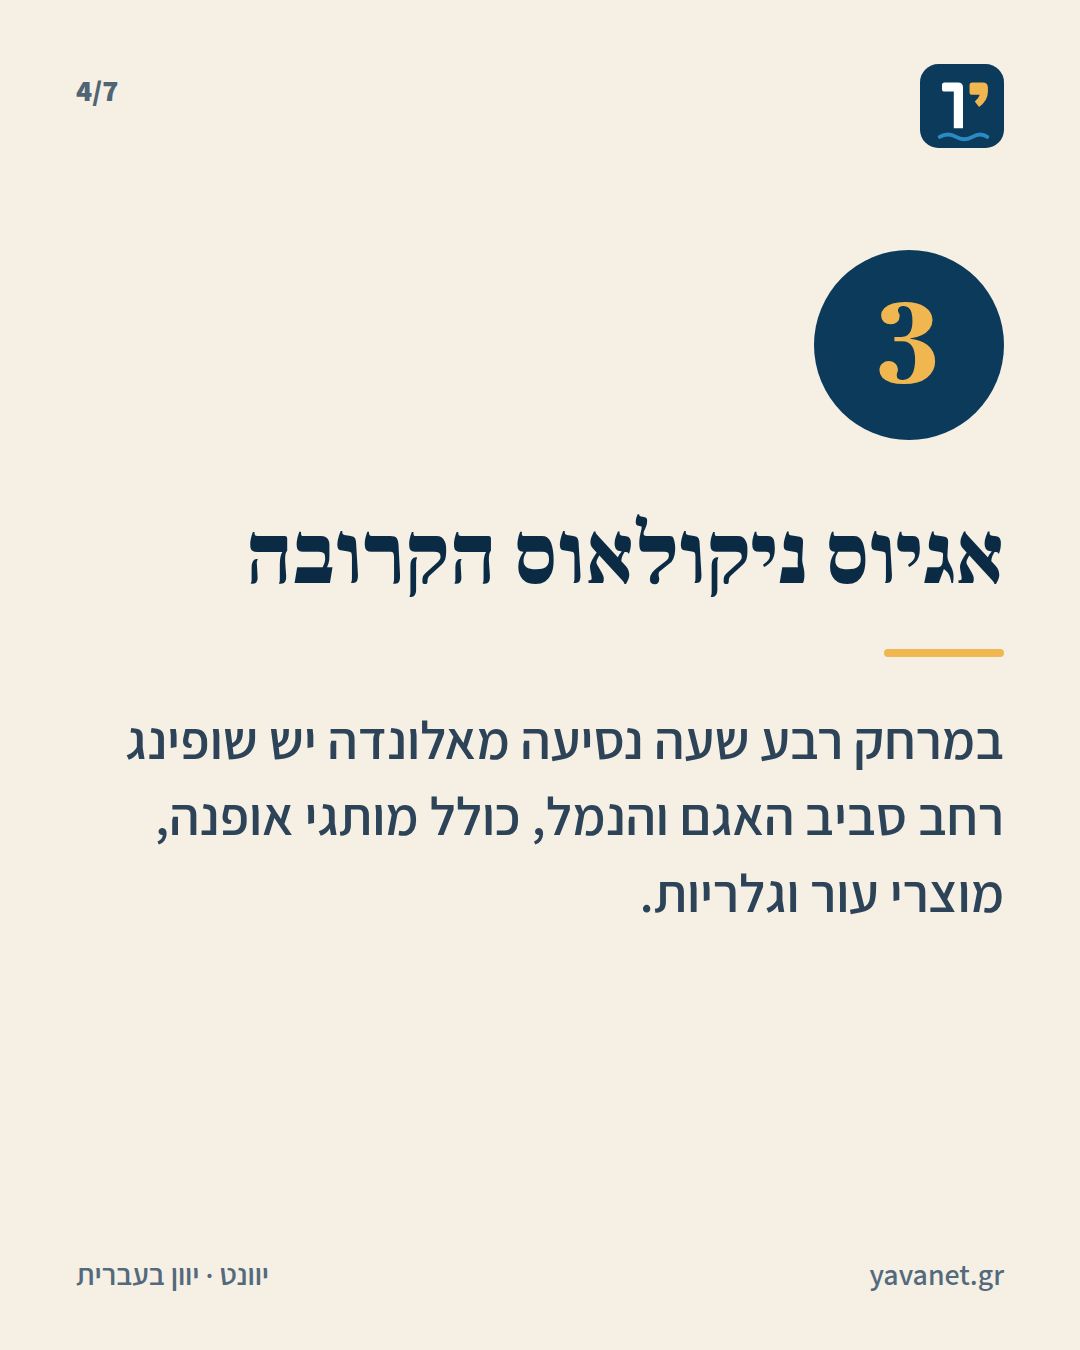 4/7
יו
3
אגיוס ניקולאוס הקרובה
במרחק רבע שעה נסיעה מאלונדה יש שופינג
רחב סביב האגם והנמל, כולל מותגי אופנה,
מוצרי עור וגלריות.
yavanet.gr
יוונט · יוון בעברית